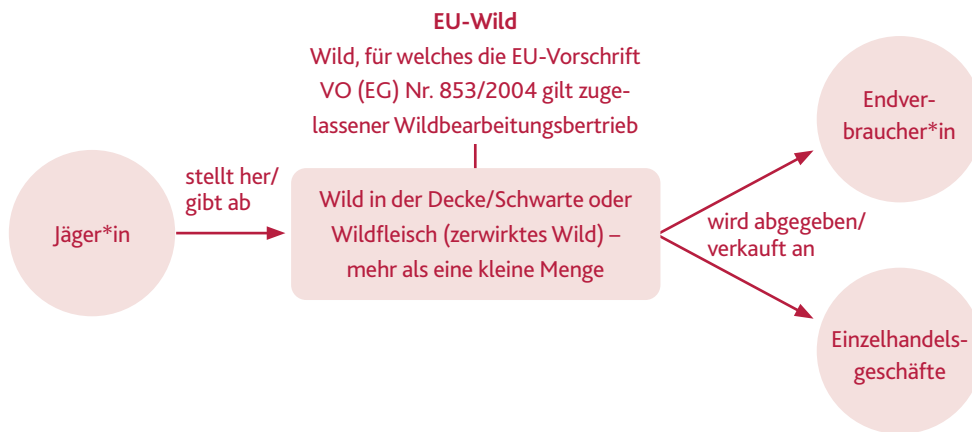 EU-Wild
Wild, für welches die EU-Vorschrift
VO (EG) Nr. 853/2004 gilt zuge-
lassener Wildbearbeitungsbertrieb
Jäger*in
stellt her/
gibt ab
Wild in der Decke/Schwarte oder
Wildfleisch (zerwirktes Wild) –
mehr als eine kleine Menge
wird abgegeben/
verkauft an
Endver-
braucher*in
Einzelhandels-
geschäfte